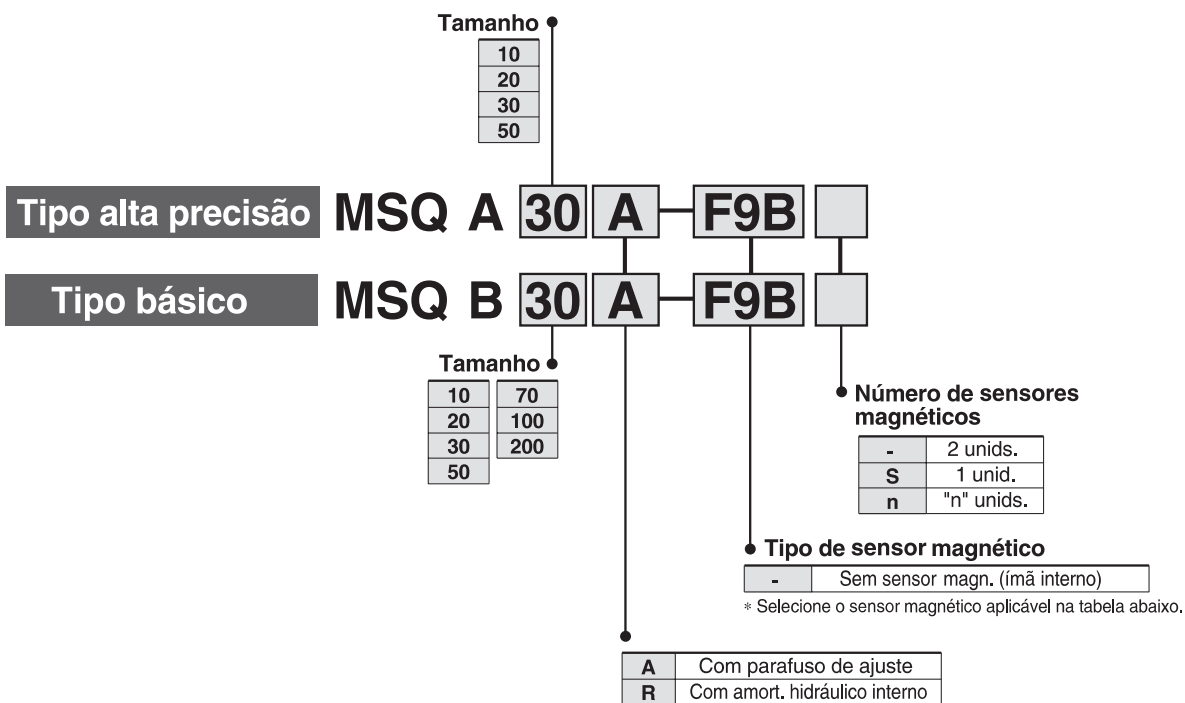 Tamanho
10
20
30
50
Tipo alta precisão MSQ A 30 A - F9B
Tipo básico MSQ B 30 A - F9B
Tamanho
10 70
20 100
30 200
50
Número de sensores
magnéticos
- 2 unids.
S 1 unid.
n "n" unids.
Tipo de sensor magnético
- Sem sensor magn. (ímã interno)
* Selecione o sensor magnético aplicável na tabela abaixo.
A Com parafuso de ajuste
R Com amort. hidráulico interno